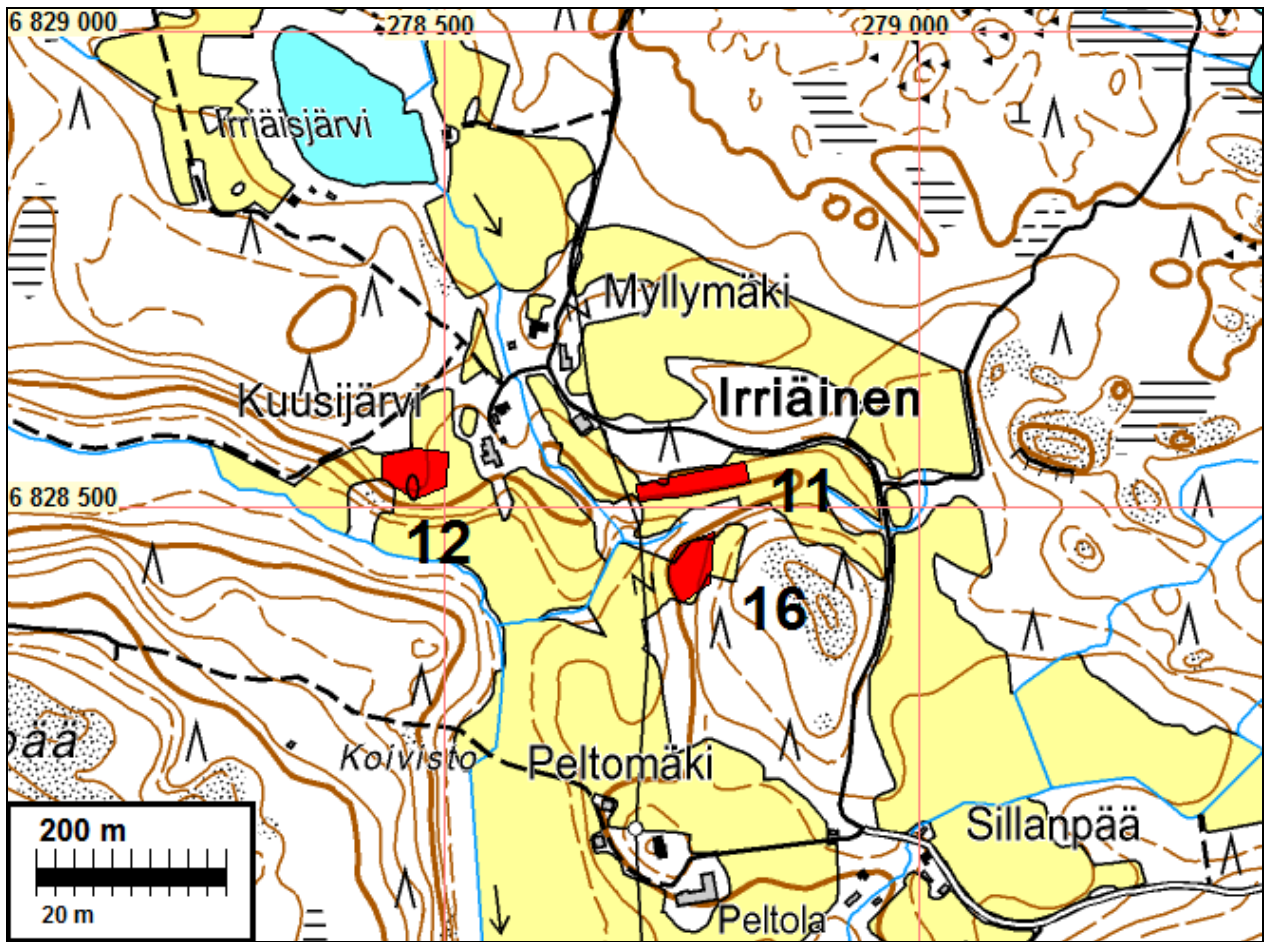 6 829 000
278 500
279 000
Irriäisjärvi
Myllymäki
Kuusijärvi
Irriäinen
11
6 828 500
12
16
pää
Koivisto
Peltomäki
Sillanpää
Peltola
200 m
20 m